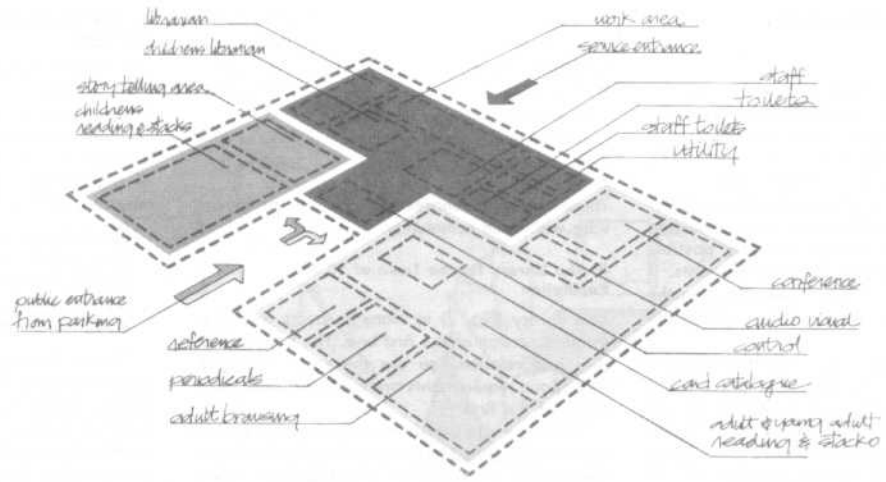 librarian
childrens librarian
story telling area
childrens
reading & stacks
work area
service entrance
staff
toilets
staff toilets
utility
public entrance
from parking
reference
periodicals
adult browsing
conference
audio visual
control
card catalogue
adult & young adult
reading & stacks